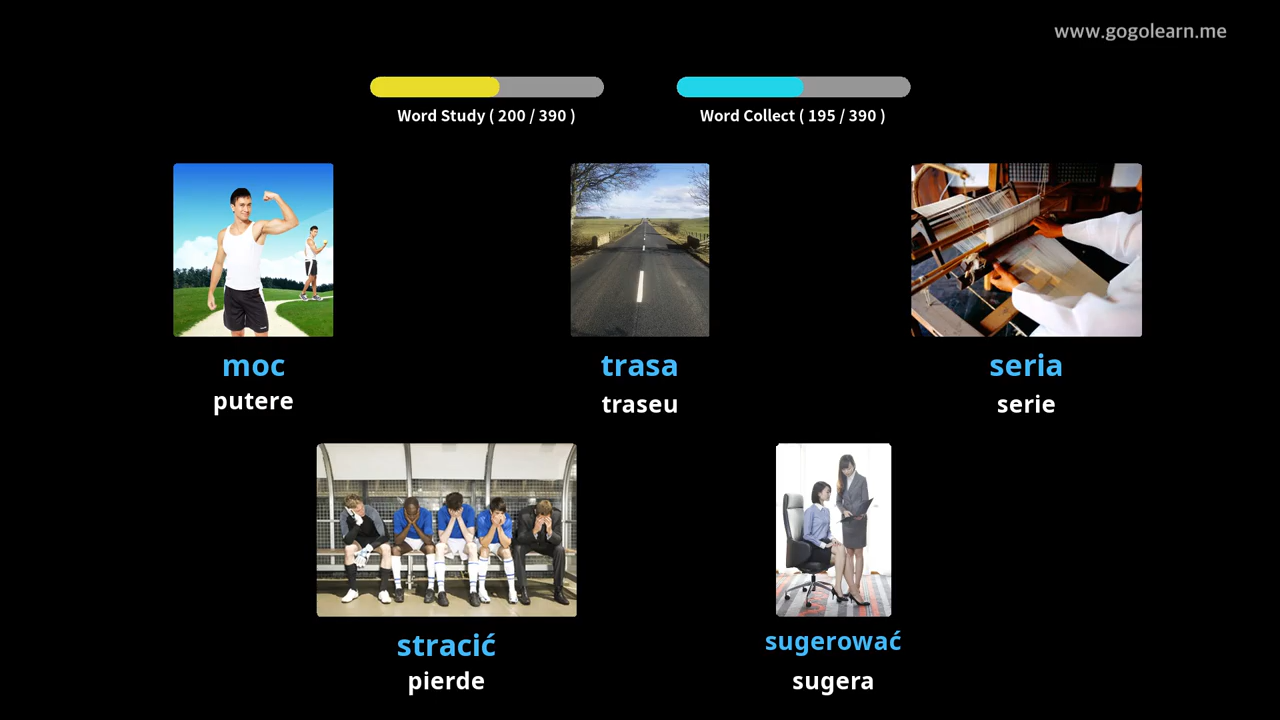 www.gogolearn.me
Word Study ( 200 / 390 )
Word Collect ( 195 / 390 )
moc
putere
trasa
traseu
seria
serie
stracić
pierde
sugerować
sugera